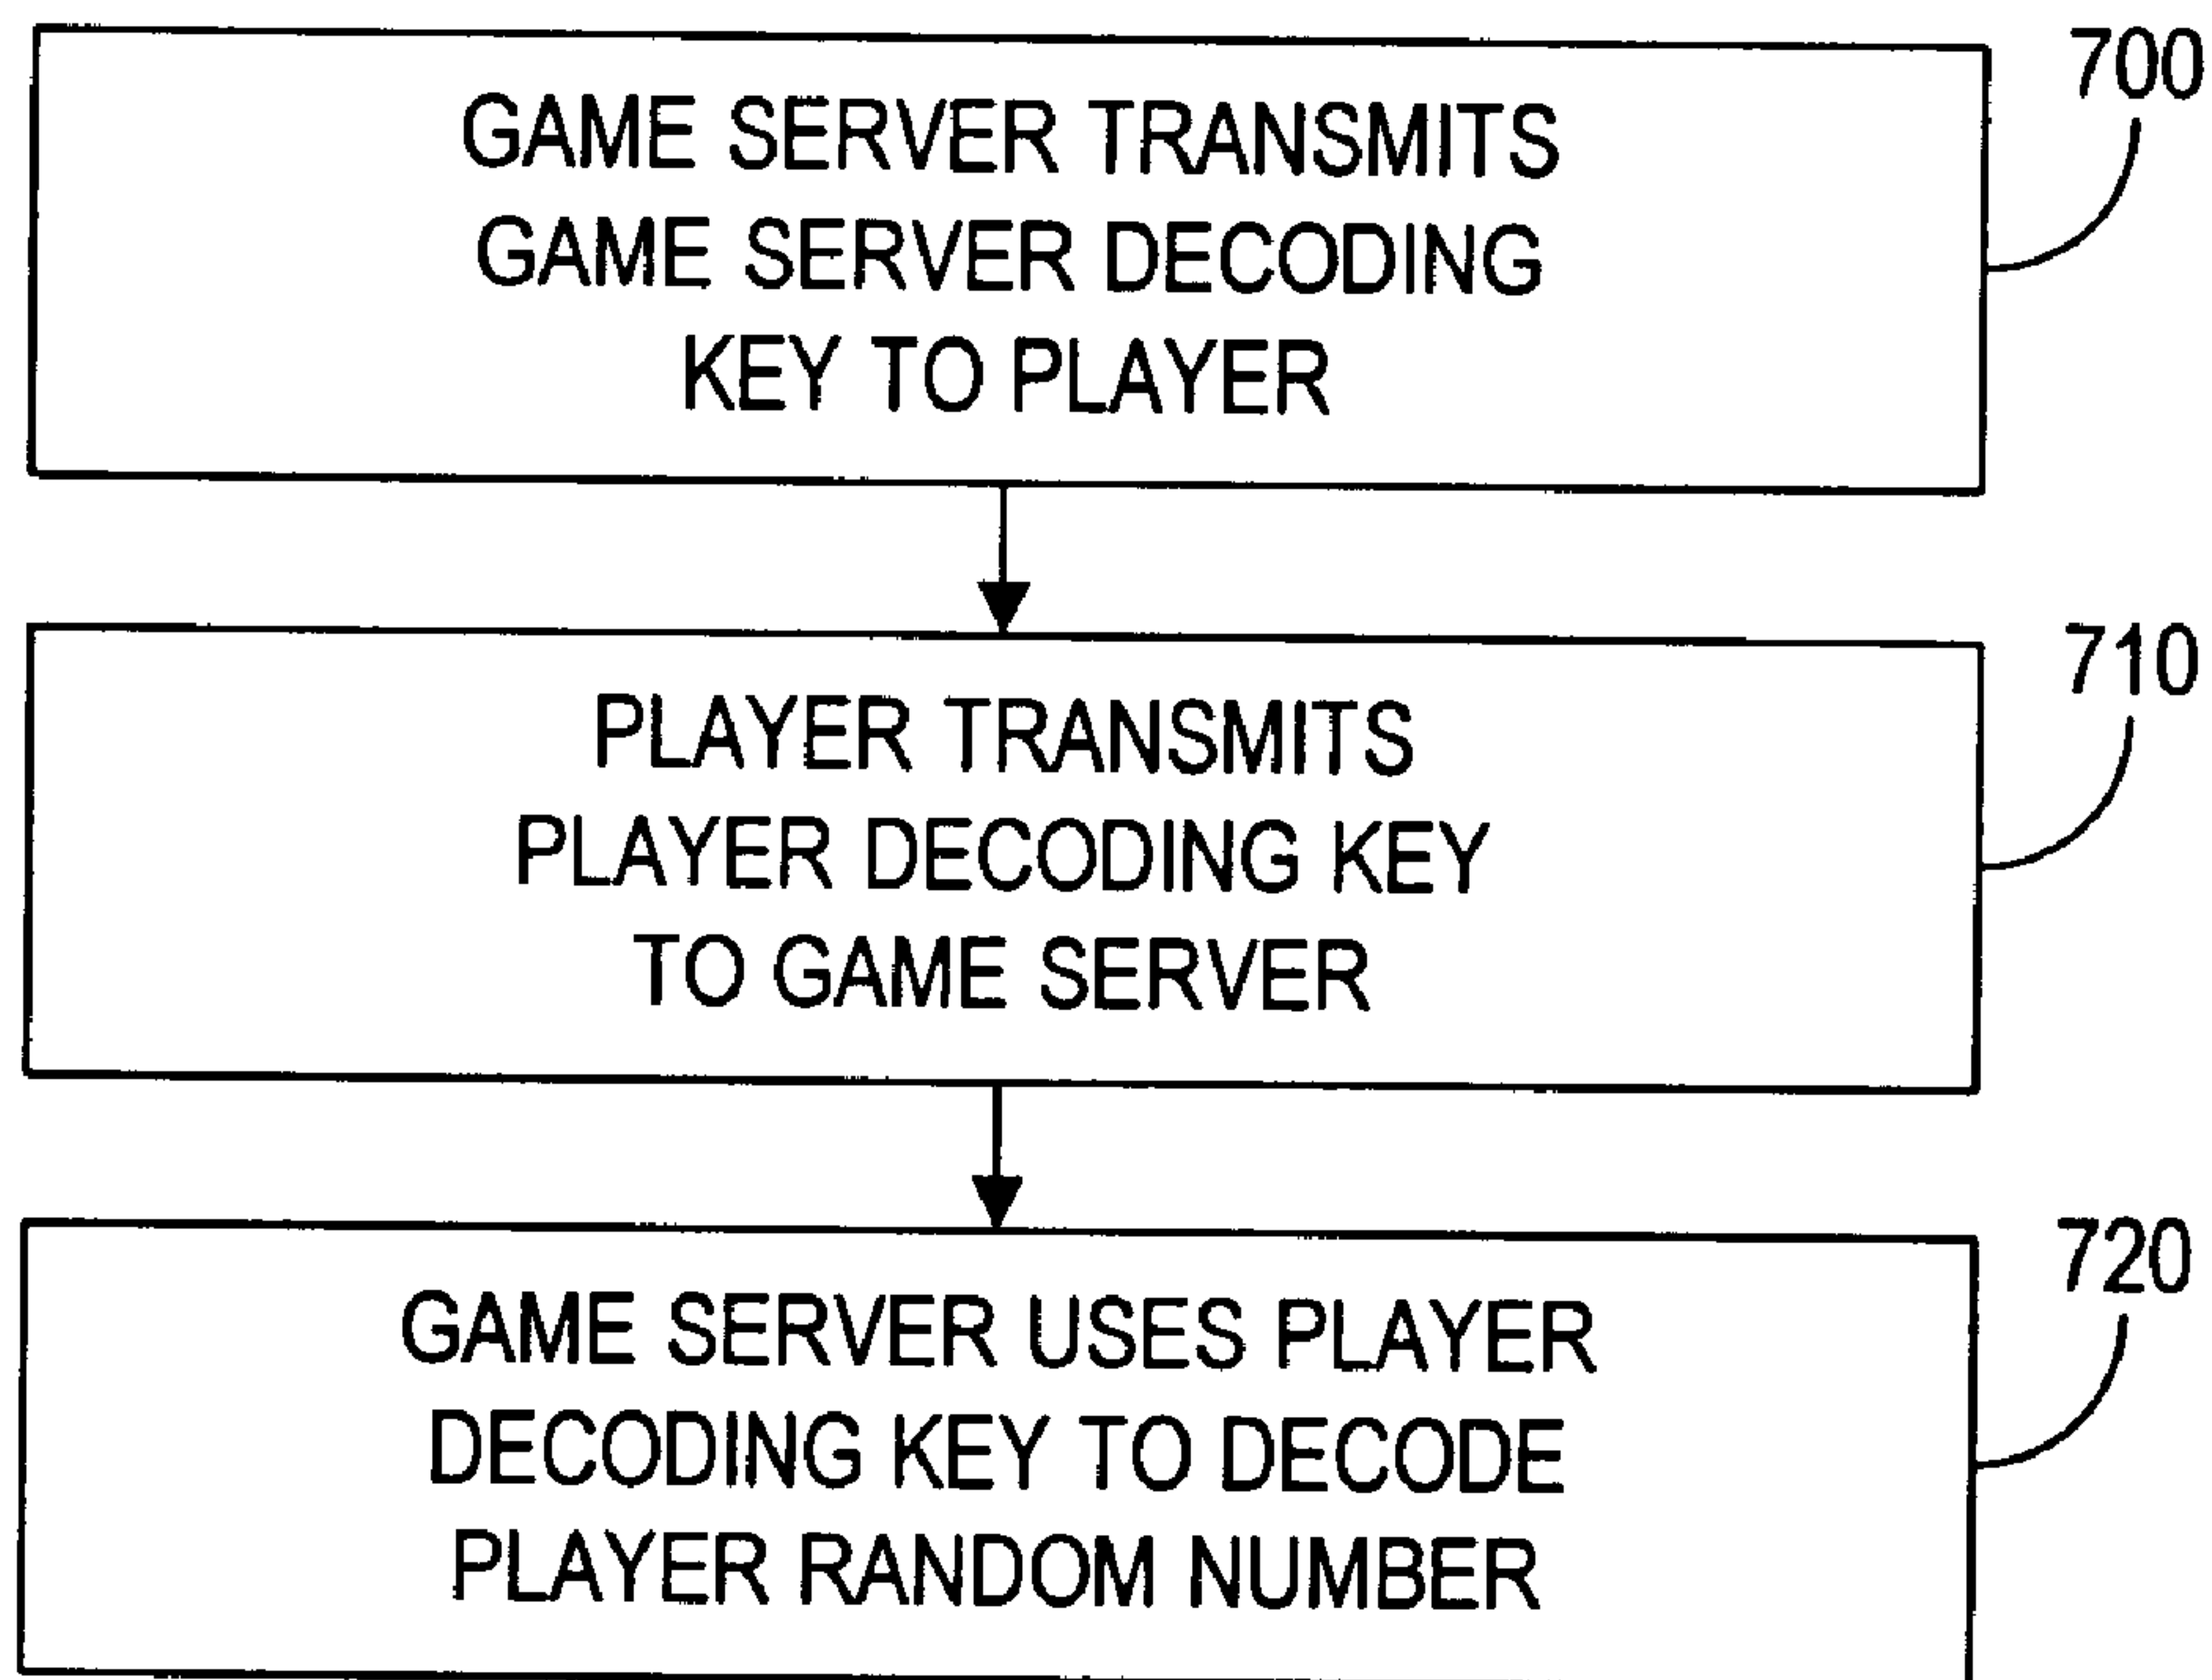 GAME SERVER TRANSMITS
GAME SERVER DECODING
KEY TO PLAYER
700
PLAYER TRANSMITS
PLAYER DECODING KEY
TO GAME SERVER
710
GAME SERVER USES PLAYER
DECODING KEY TO DECODE
PLAYER RANDOM NUMBER
720